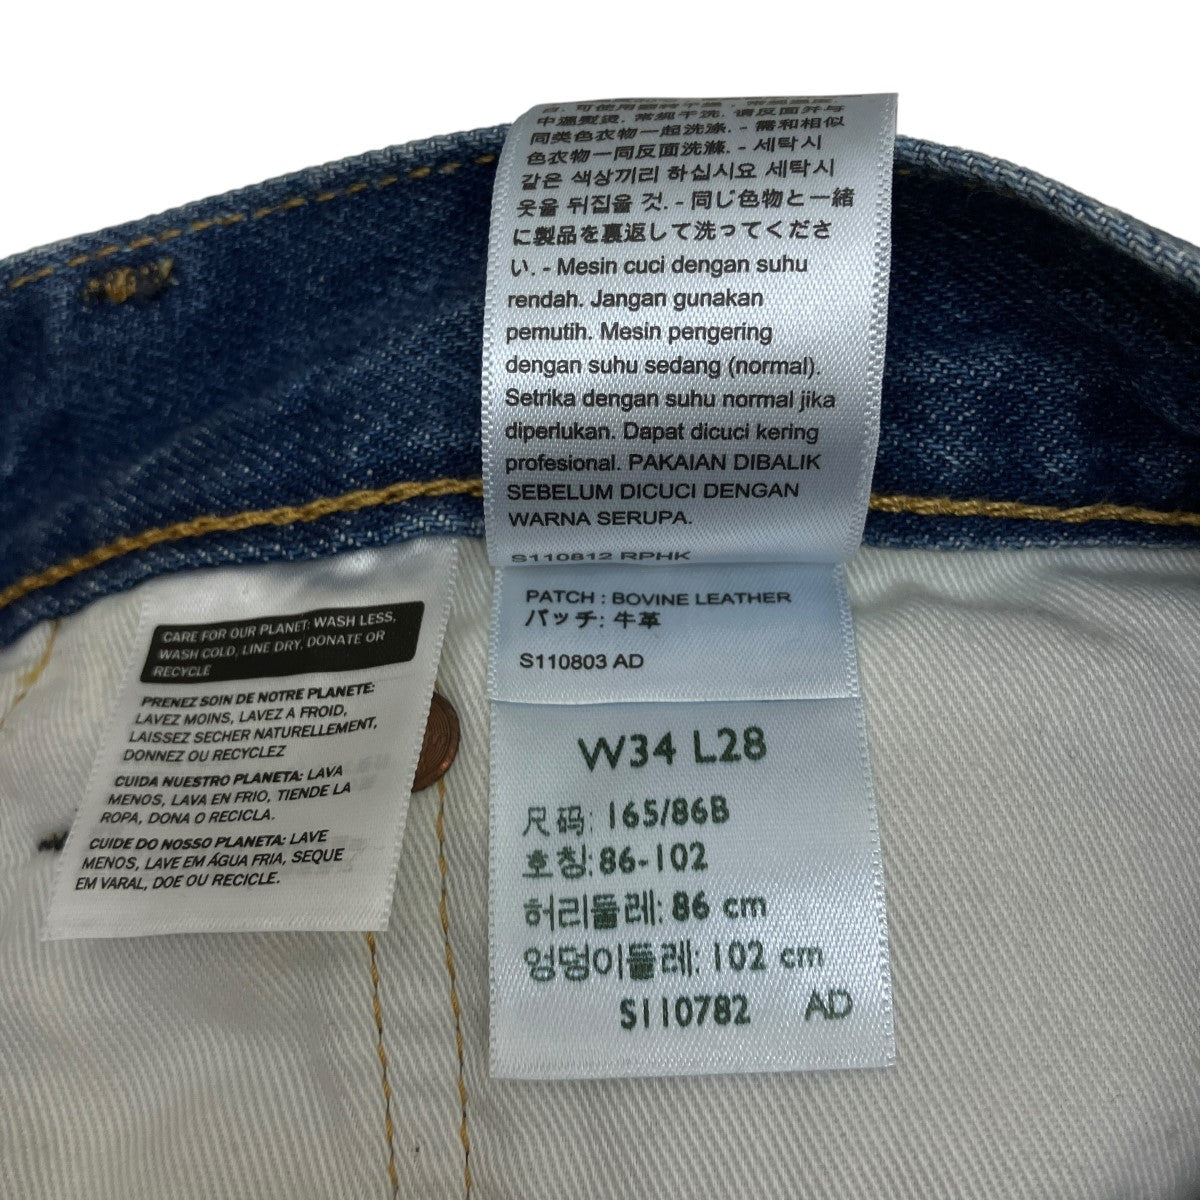 中温熨烫. 常规干洗. 请反面并与
同类色衣物一起洗涤. - 需和相似
色衣物一同反面洗滌. - 세탁시
같은 색상끼리 하십시요 세탁시
옷을 뒤집을 것. - 同じ色物と一緒
に製品を裏返して洗ってくださ
い. - Mesin cuci dengan suhu
rendah. Jangan gunakan
pemutih. Mesin pengering
dengan suhu sedang (normal).
Setrika dengan suhu normal jika
diperlukan. Dapat dicuci kering
profesional. PAKAIAN DIBALIK
SEBELUM DICUCI DENGAN
WARNA SERUPA.
S110812 RPHK
PATCH : BOVINE LEATHER
パッチ: 牛革
S110803 AD
W34 L28
尺码: 165/86B
호칭: 86-102
허리둘레: 86 cm
엉덩이둘레: 102 cm
S110782 AD
CARE FOR OUR PLANET: WASH LESS,
WASH COLD, LINE DRY, DONATE OR
RECYCLE
PRENEZ SOIN DE NOTRE PLANETE:
LAVEZ MOINS, LAVEZ A FROID,
LAISSEZ SECHER NATURELLEMENT,
DONNEZ OU RECYCLEZ
CUIDA NUESTRO PLANETA: LAVA
MENOS, LAVA EN FRIO, TIENDE LA
ROPA, DONA O RECICLA.
CUIDE DO NOSSO PLANETA: LAVE
MENOS, LAVE EM ÁGUA FRIA, SEQUE
EM VARAL, DOE OU RECICLE.